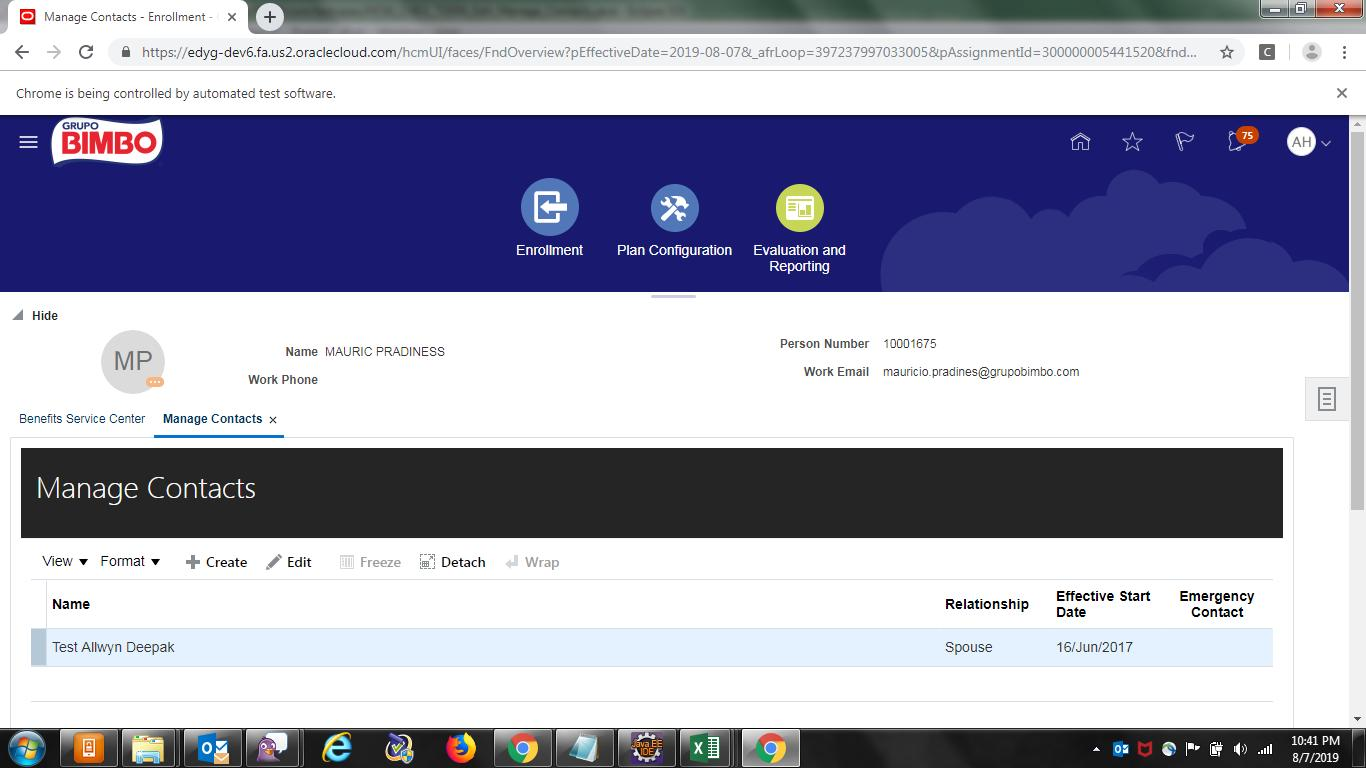 Manage Contacts - Enrollment -
https://edyg-dev6.fa.us2.oraclecloud.com/hcmUI/faces/FndOverview?pEffectiveDate=2019-08-07&_afrLoop=397237997033005&pAssignmentId=300000005441520&fnd...
C
Chrome is being controlled by automated test software.
GRUPO
BIMBO
75
AH
Enrollment
Plan Configuration
Evaluation and
Reporting
Hide
MP
Name MAURIC PRADINESS
Work Phone
Person Number 10001675
Work Email mauricio.pradines@grupobimbo.com
Benefits Service Center Manage Contacts
Manage Contacts
View Format Create Edit Freeze Detach Wrap
Name Relationship Effective Start Date Emergency Contact
Test Allwyn Deepak Spouse 16/Jun/2017
Java EE
IDE
10:41 PM
8/7/2019